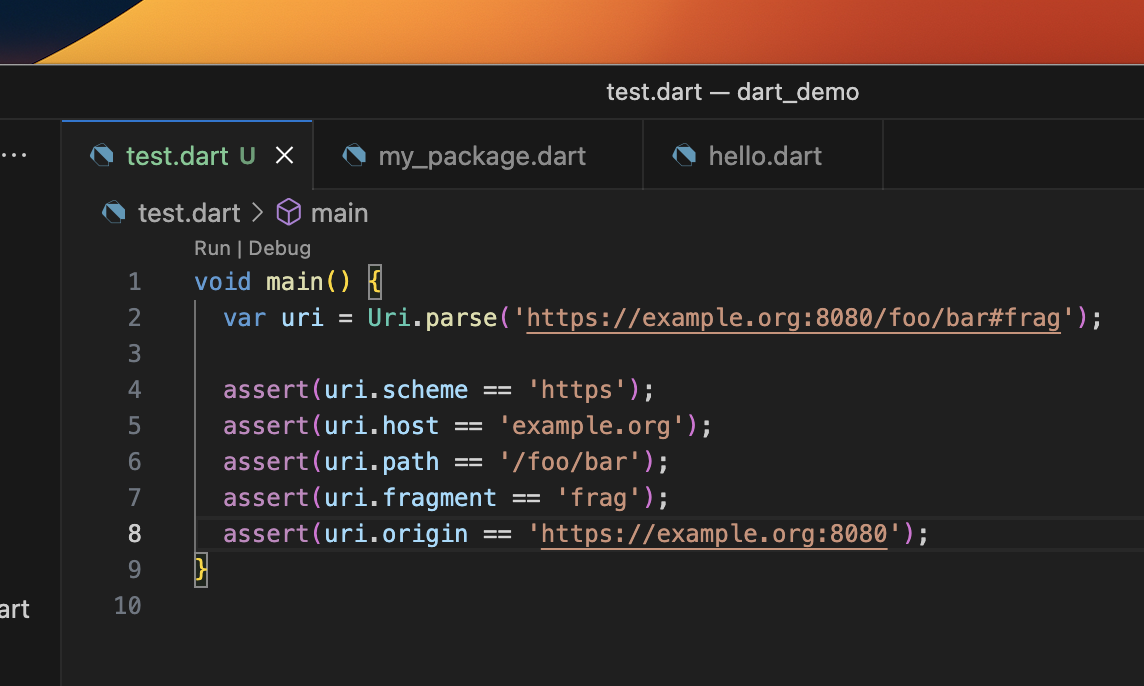 test.dart — dart_demo
...
test.dart U
my_package.dart
hello.dart
test.dart > main
Run | Debug
1 void main() {
2 var uri = Uri.parse('https://example.org:8080/foo/bar#frag');
3
4 assert(uri.scheme == 'https');
5 assert(uri.host == 'example.org');
6 assert(uri.path == '/foo/bar');
7 assert(uri.fragment == 'frag');
8 assert(uri.origin == 'https://example.org:8080');
9 }
10
art